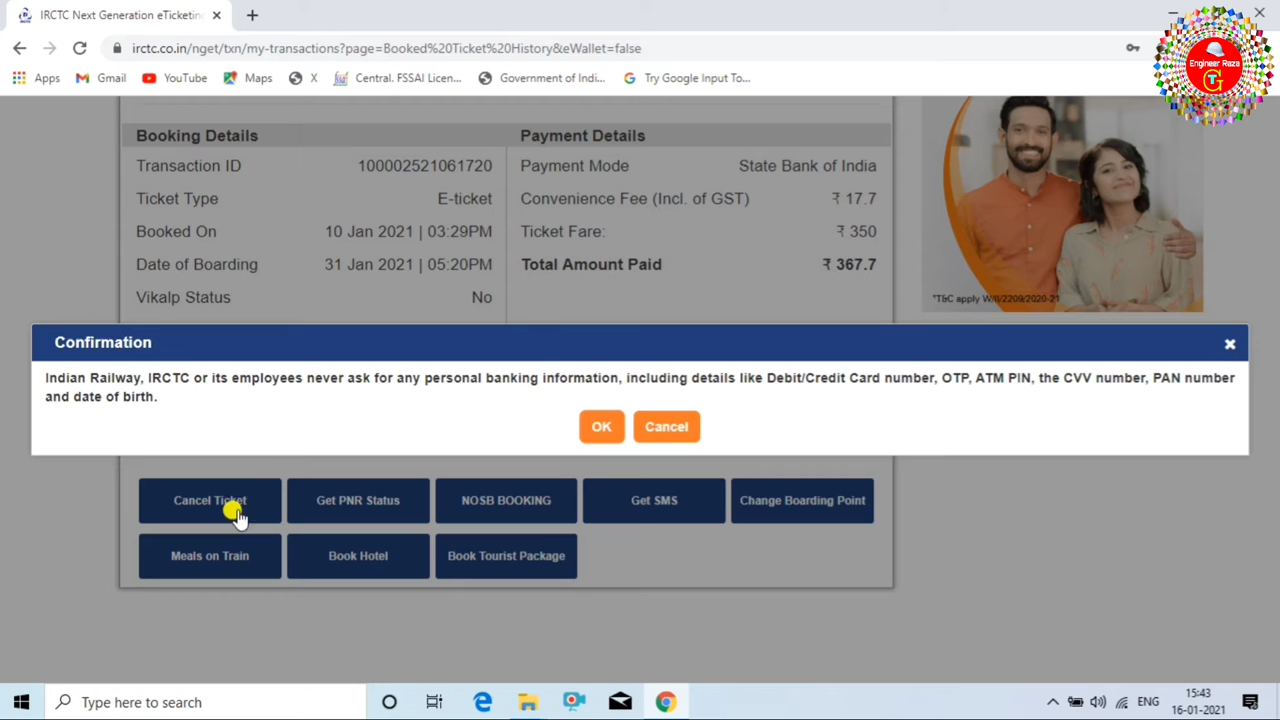 IRCTC Next Generation eTicketing
irctc.co.in/nget/txn/my-transactions?page=Booked%20Ticket%20History&eWallet=false
Apps Gmail YouTube Maps X Central. FSSAI Licen... Government of Indi... Try Google Input To...
Engineer Raza
TG
Booking Details
Transaction ID 100002521061720
Ticket Type E-ticket
Booked On 10 Jan 2021 | 03:29PM
Date of Boarding 31 Jan 2021 | 05:20PM
Vikalp Status No
Payment Details
Payment Mode State Bank of India
Convenience Fee (Incl. of GST) ₹ 17.7
Ticket Fare: ₹ 350
Total Amount Paid ₹ 367.7
*T&C apply W/II/2209/2020-21
Confirmation
Indian Railway, IRCTC or its employees never ask for any personal banking information, including details like Debit/Credit Card number, OTP, ATM PIN, the CVV number, PAN number
and date of birth.
OK Cancel
Cancel Ticket Get PNR Status NOSB BOOKING Get SMS Change Boarding Point
Meals on Train Book Hotel Book Tourist Package
Type here to search
ENG
15:43
16-01-2021